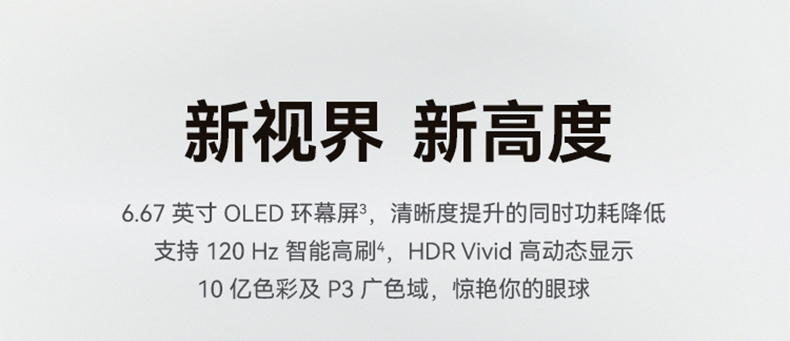 新视界 新高度
6.67 英寸 OLED 环幕屏³，清晰度提升的同时功耗降低
支持 120 Hz 智能高刷⁴，HDR Vivid 高动态显示
10 亿色彩及 P3 广色域，惊艳你的眼球